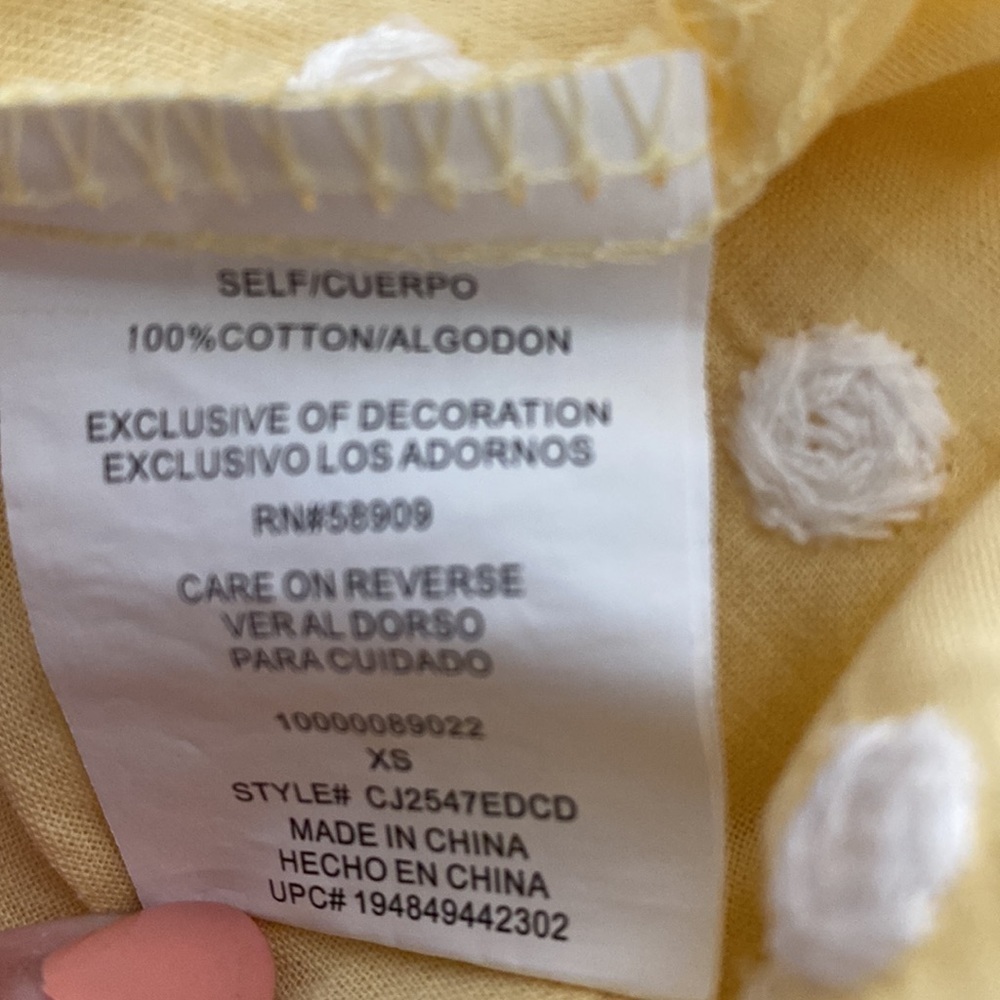 SELF/CUERPO
100%COTTON/ALGODON
EXCLUSIVE OF DECORATION
EXCLUSIVO LOS ADORNOS
RN#58909
CARE ON REVERSE
VER AL DORSO
PARA CUIDADO
10000089022
XS
STYLE# CJ2547EDCD
MADE IN CHINA
HECHO EN CHINA
UPC# 194849442302